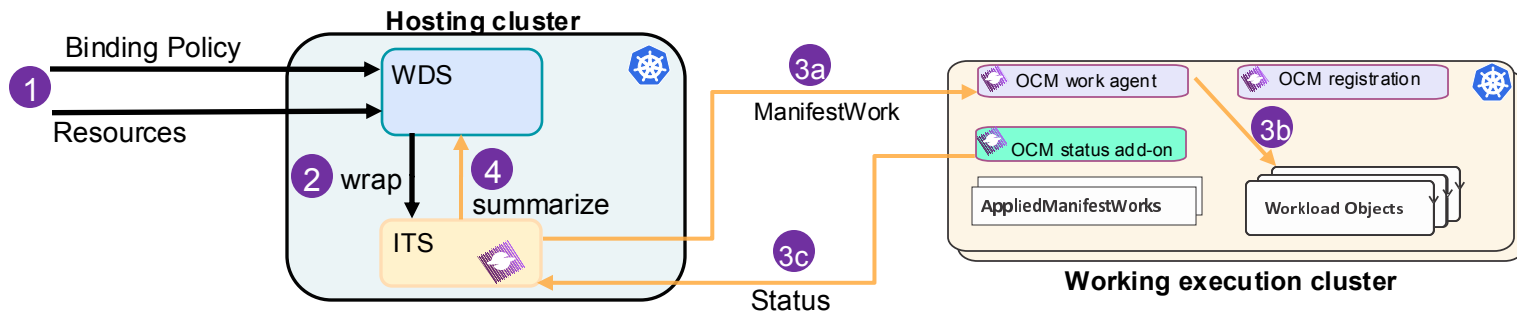 Hosting cluster
Binding Policy
1
Resources
WDS
2
wrap
4
summarize
ITS
3a
ManifestWork
3c
Status
OCM work agent
OCM registration
3b
OCM status add-on
AppliedManifestWorks
Workload Objects
Working execution cluster